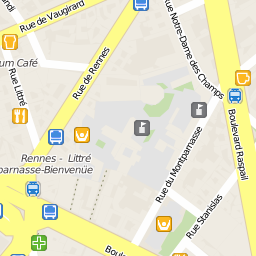 Rue de Vaugirard
Rue Notre-Dame des Champs
um Café
Rue de Rennes
Rue Littré
Boulevard Raspail
Rennes - Littré
parnasse-Bienvenüe
Rue du Montparnasse
Rue Stanislas
Boule